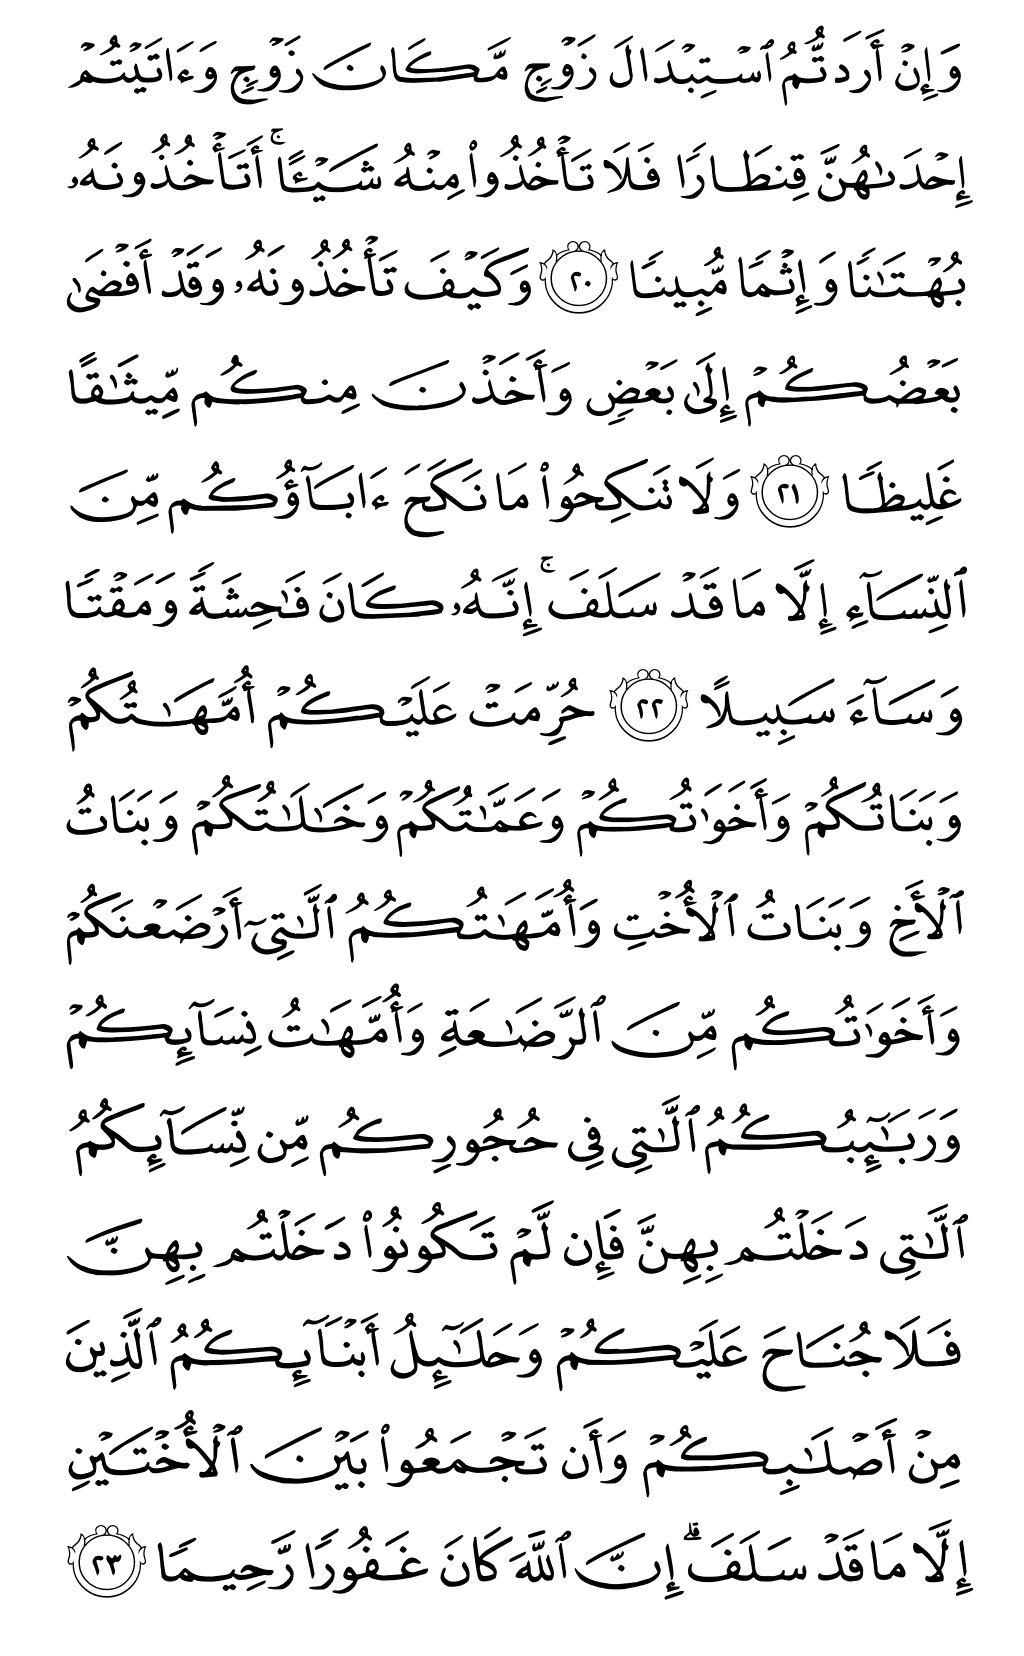 وَإِنْ أَرَدتُّمُ ٱسْتِبْدَالَ زَوْجٍ مَّكَانَ زَوْجٍ وَءَاتَيْتُمْ
إِحْدَىٰهُنَّ قِنطَارًا فَلَا تَأْخُذُوا۟ مِنْهُ شَيْـًٔا ۚ أَتَأْخُذُونَهُۥ
بُهْتَـٰنًا وَإِثْمًا مُّبِينًا ٢٠ وَكَيْفَ تَأْخُذُونَهُۥ وَقَدْ أَفْضَىٰ
بَعْضُكُمْ إِلَىٰ بَعْضٍ وَأَخَذْنَ مِنكُم مِّيثَـٰقًا
غَلِيظًا ٢١ وَلَا تَنكِحُوا۟ مَا نَكَحَ ءَابَآؤُكُم مِّنَ
ٱلنِّسَآءِ إِلَّا مَا قَدْ سَلَفَ ۚ إِنَّهُۥ كَانَ فَـٰحِشَةً وَمَقْتًا
وَسَآءَ سَبِيلًا ٢٢ حُرِّمَتْ عَلَيْكُمْ أُمَّهَـٰتُكُمْ
وَبَنَاتُكُمْ وَأَخَوَٰتُكُمْ وَعَمَّـٰتُكُمْ وَخَـٰلَـٰتُكُمْ وَبَنَاتُ
ٱلْأَخِ وَبَنَاتُ ٱلْأُخْتِ وَأُمَّهَـٰتُكُمُ ٱلَّـٰتِىٓ أَرْضَعْنَكُمْ
وَأَخَوَٰتُكُم مِّنَ ٱلرَّضَـٰعَةِ وَأُمَّهَـٰتُ نِسَآئِكُمْ
وَرَبَـٰٓئِبُكُمُ ٱلَّـٰتِى فِى حُجُورِكُم مِّن نِّسَآئِكُمُ
ٱلَّـٰتِى دَخَلْتُم بِهِنَّ فَإِن لَّمْ تَكُونُوا۟ دَخَلْتُم بِهِنَّ
فَلَا جُنَاحَ عَلَيْكُمْ وَحَلَـٰٓئِلُ أَبْنَآئِكُمُ ٱلَّذِينَ
مِنْ أَصْلَـٰبِكُمْ وَأَن تَجْمَعُوا۟ بَيْنَ ٱلْأُخْتَيْنِ
إِلَّا مَا قَدْ سَلَفَ ۗ إِنَّ ٱللَّهَ كَانَ غَفُورًا رَّحِيمًا ٢٣